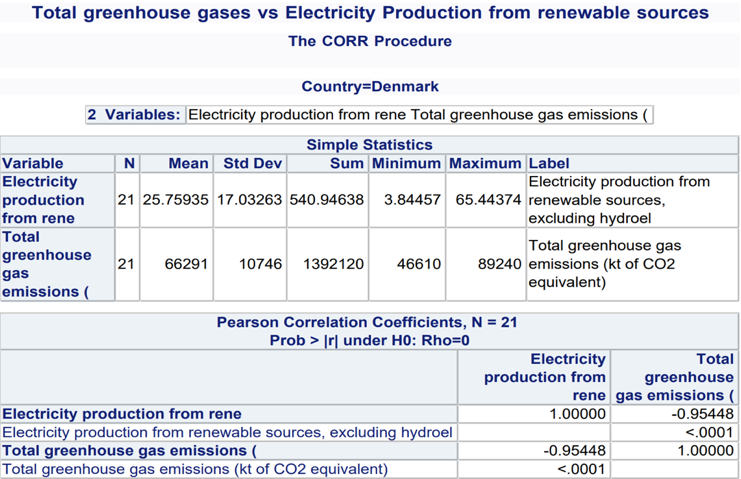 Total greenhouse gases vs Electricity Production from renewable sources
The CORR Procedure
Country=Denmark
2 Variables: Electricity production from rene Total greenhouse gas emissions (
Simple Statistics
Variable N Mean Std Dev Sum Minimum Maximum Label
Electricity
production
from rene
21 25.75935 17.03263 540.94638 3.84457 65.44374
Electricity production from
renewable sources,
excluding hydroel
Total
greenhouse
gas
emissions (
21 66291 10746 1392120 46610 89240
Total greenhouse gas
emissions (kt of CO2
equivalent)
Pearson Correlation Coefficients, N = 21
Prob > |r| under H0: Rho=0
Electricity
production from
rene
Total
greenhouse
gas emissions (
Electricity production from rene 1.00000 -0.95448
Electricity production from renewable sources, excluding hydroel <.0001
Total greenhouse gas emissions ( -0.95448 1.00000
Total greenhouse gas emissions (kt of CO2 equivalent) <.0001